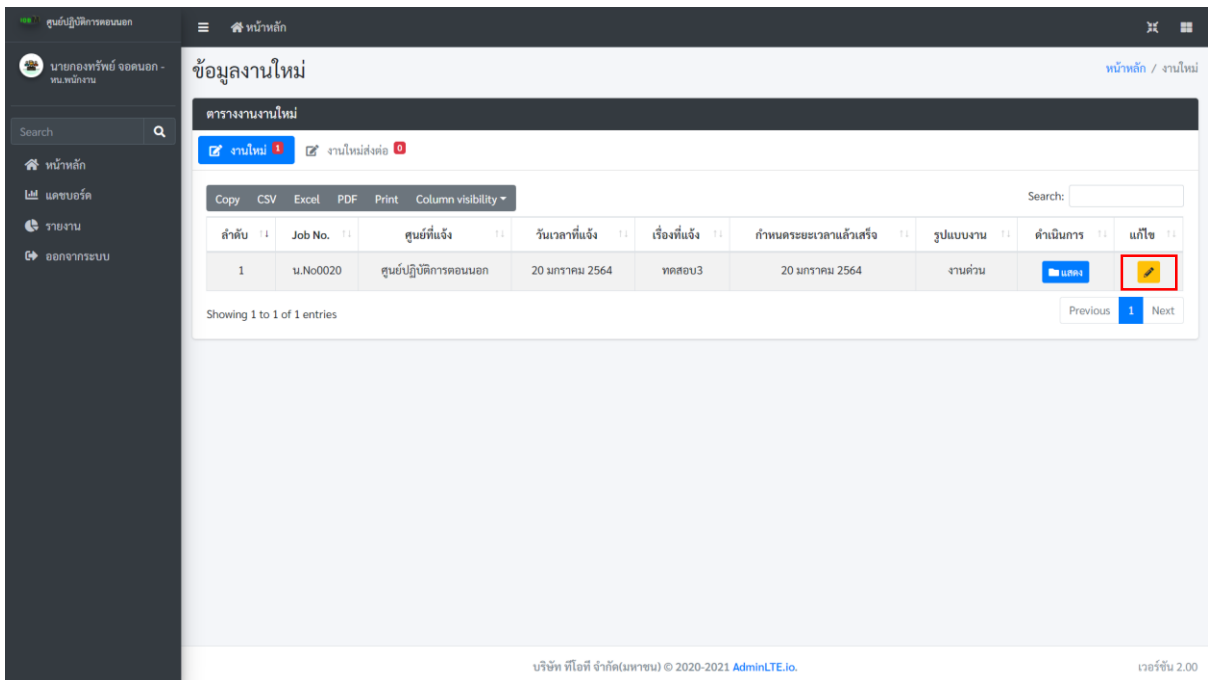 ศูนย์ปฏิบัติการตอนนอก
หน้าหลัก
นายกองทรัพย์ จอคนอก -
หน.พนักงาน
ข้อมูลงานใหม่
หน้าหลัก / งานใหม่
ตารางงานงานใหม่
Search
งานใหม่ 1
งานใหม่ส่งต่อ 0
หน้าหลัก
แดชบอร์ด
รายงาน
ออกจากระบบ
Copy CSV Excel PDF Print Column visibility
Search:
ลำดับ Job No. ศูนย์ที่แจ้ง วันเวลาที่แจ้ง เรื่องที่แจ้ง กำหนดระยะเวลาแล้วเสร็จ รูปแบบงาน ดำเนินการ แก้ไข
1 น.No0020 ศูนย์ปฏิบัติการตอนนอก 20 มกราคม 2564 ทดสอบ3 20 มกราคม 2564 งานด่วน แสดง
Showing 1 to 1 of 1 entries
Previous 1 Next
บริษัท ทีโอที จำกัด(มหาชน) © 2020-2021 AdminLTE.io.
เวอร์ชัน 2.00